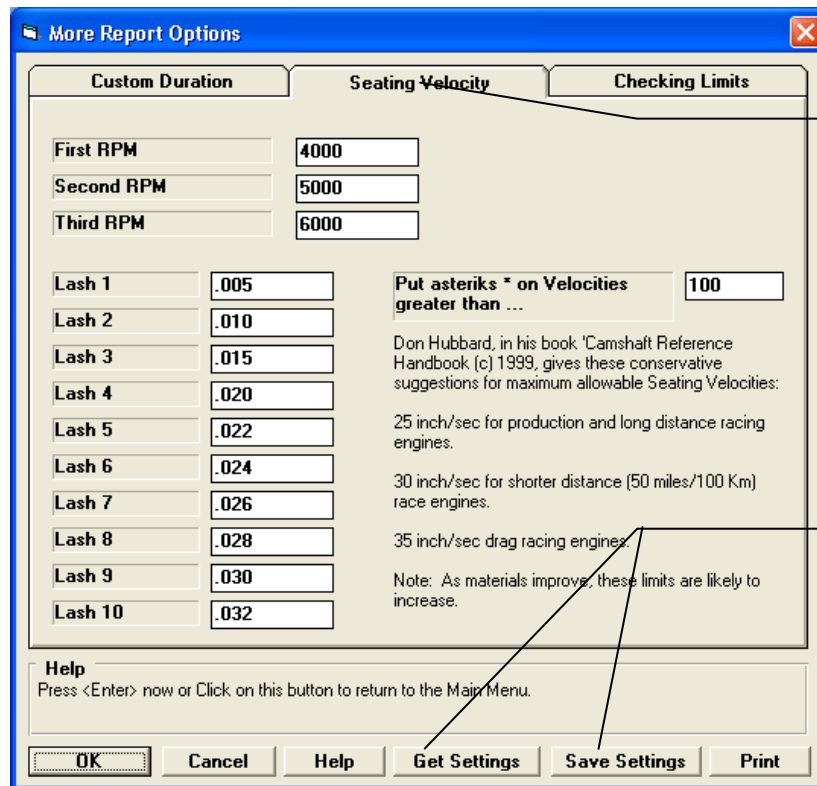 More Report Options
Custom Duration
Seating Velocity
Checking Limits
First RPM
4000
Second RPM
5000
Third RPM
6000
Lash 1
.005
Lash 2
.010
Lash 3
.015
Lash 4
.020
Lash 5
.022
Lash 6
.024
Lash 7
.026
Lash 8
.028
Lash 9
.030
Lash 10
.032
Put asteriks * on Velocities
greater than ...
100
Don Hubbard, in his book 'Camshaft Reference
Handbook (c) 1999, gives these conservative
suggestions for maximum allowable Seating Velocities:
25 inch/sec for production and long distance racing
engines.
30 inch/sec for shorter distance (50 miles/100 Km)
race engines.
35 inch/sec drag racing engines.
Note: As materials improve, these limits are likely to
increase.
Help
Press <Enter> now or Click on this button to return to the Main Menu.
OK
Cancel
Help
Get Settings
Save Settings
Print